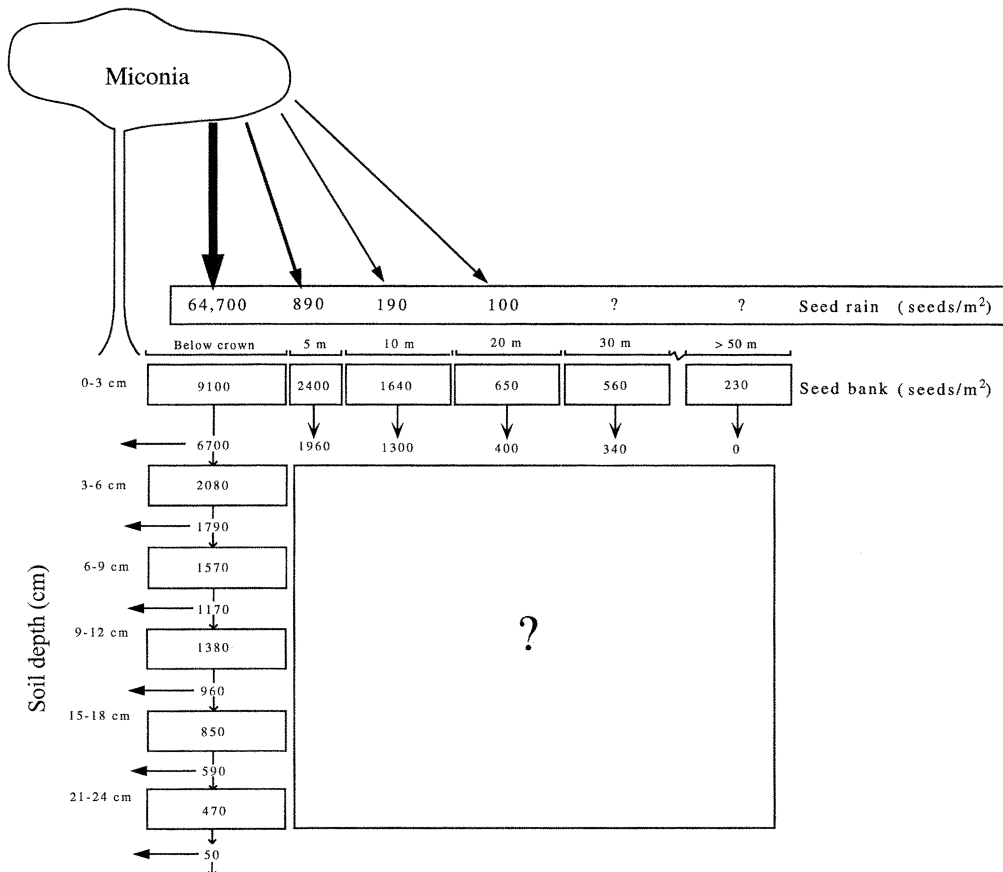 Miconia
64,700 890 190 100 ? ? Seed rain (seeds/m²)
Below crown 5 m 10 m 20 m 30 m > 50 m
0-3 cm 9100 2400 1640 650 560 230 Seed bank (seeds/m²)
6700 1960 1300 400 340 0
3-6 cm 2080
1790
6-9 cm 1570
1170
9-12 cm 1380
960
15-18 cm 850
590
21-24 cm 470
50
?
Soil depth (cm)